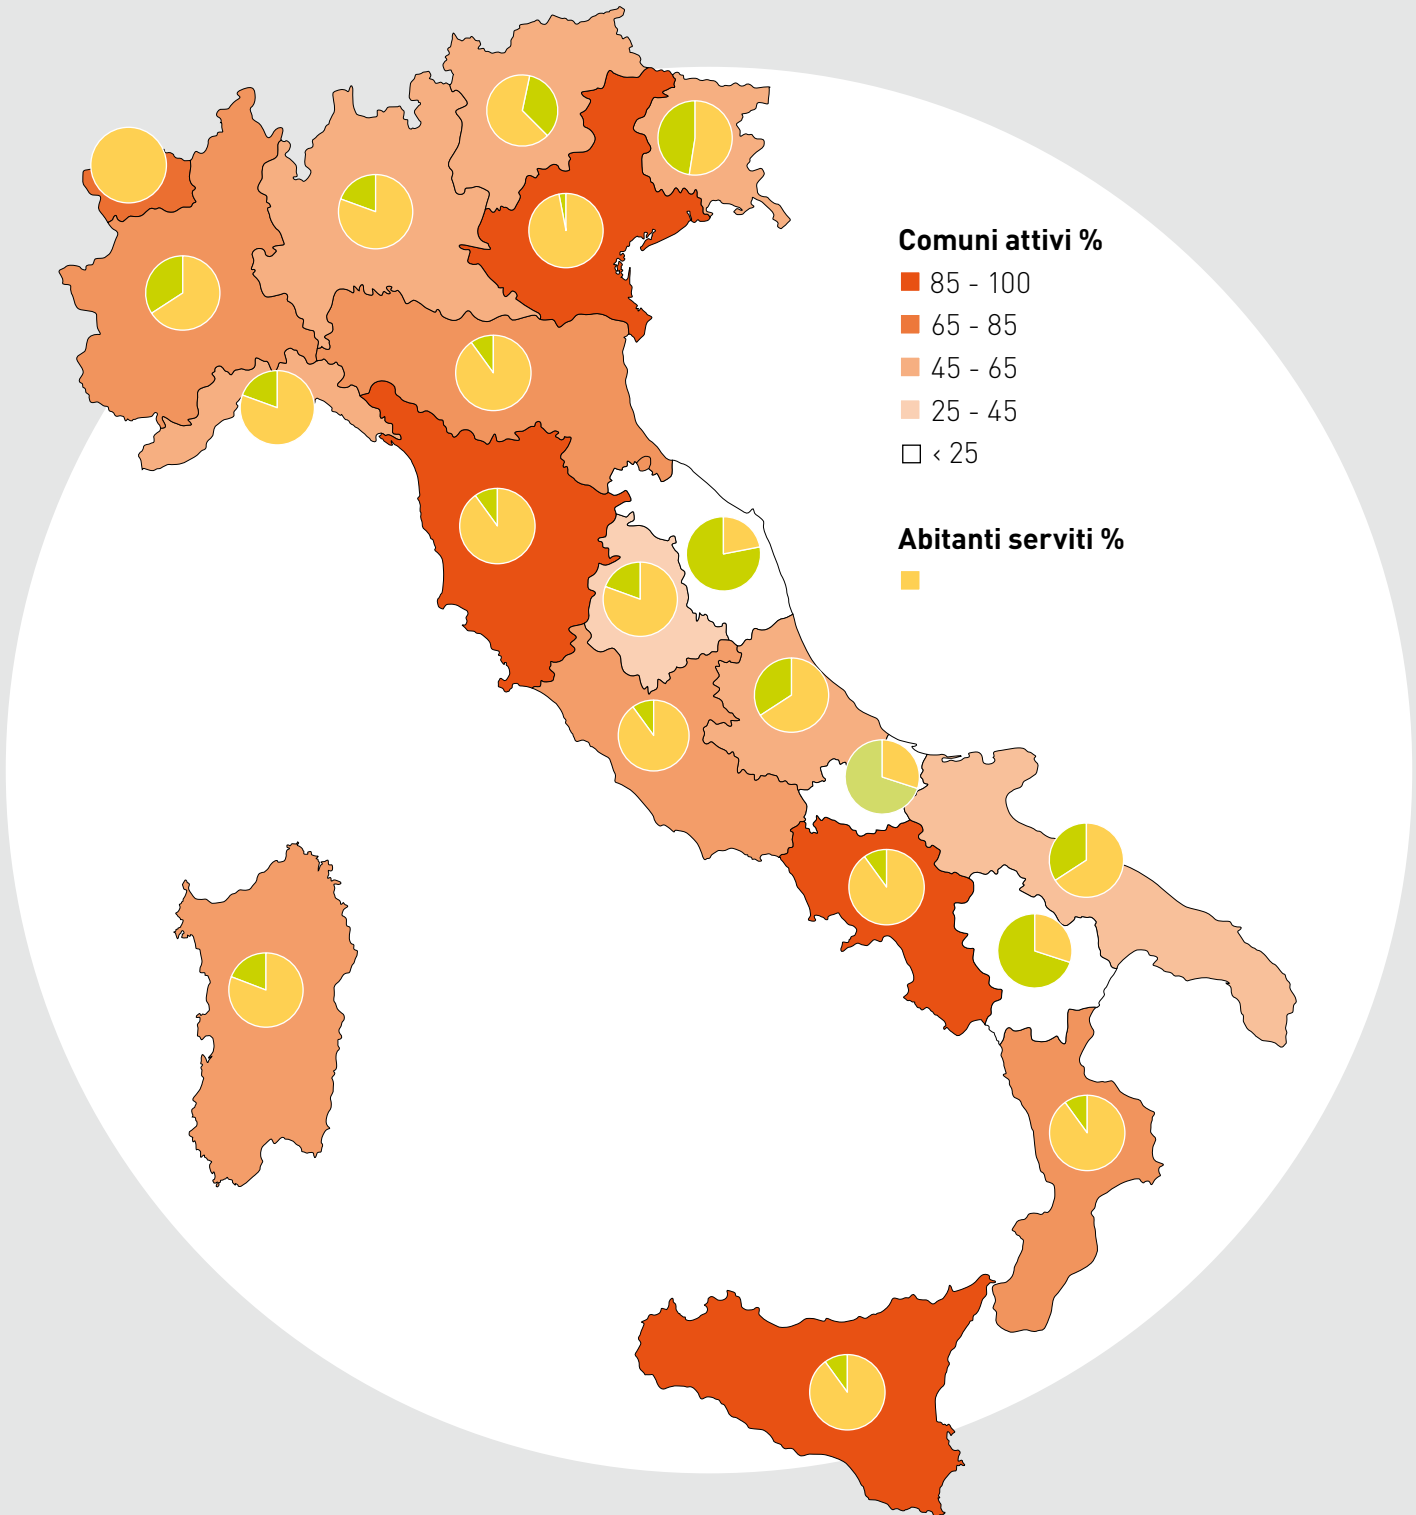 Comuni attivi %
85 - 100
65 - 85
45 - 65
25 - 45
‹ 25
Abitanti serviti %